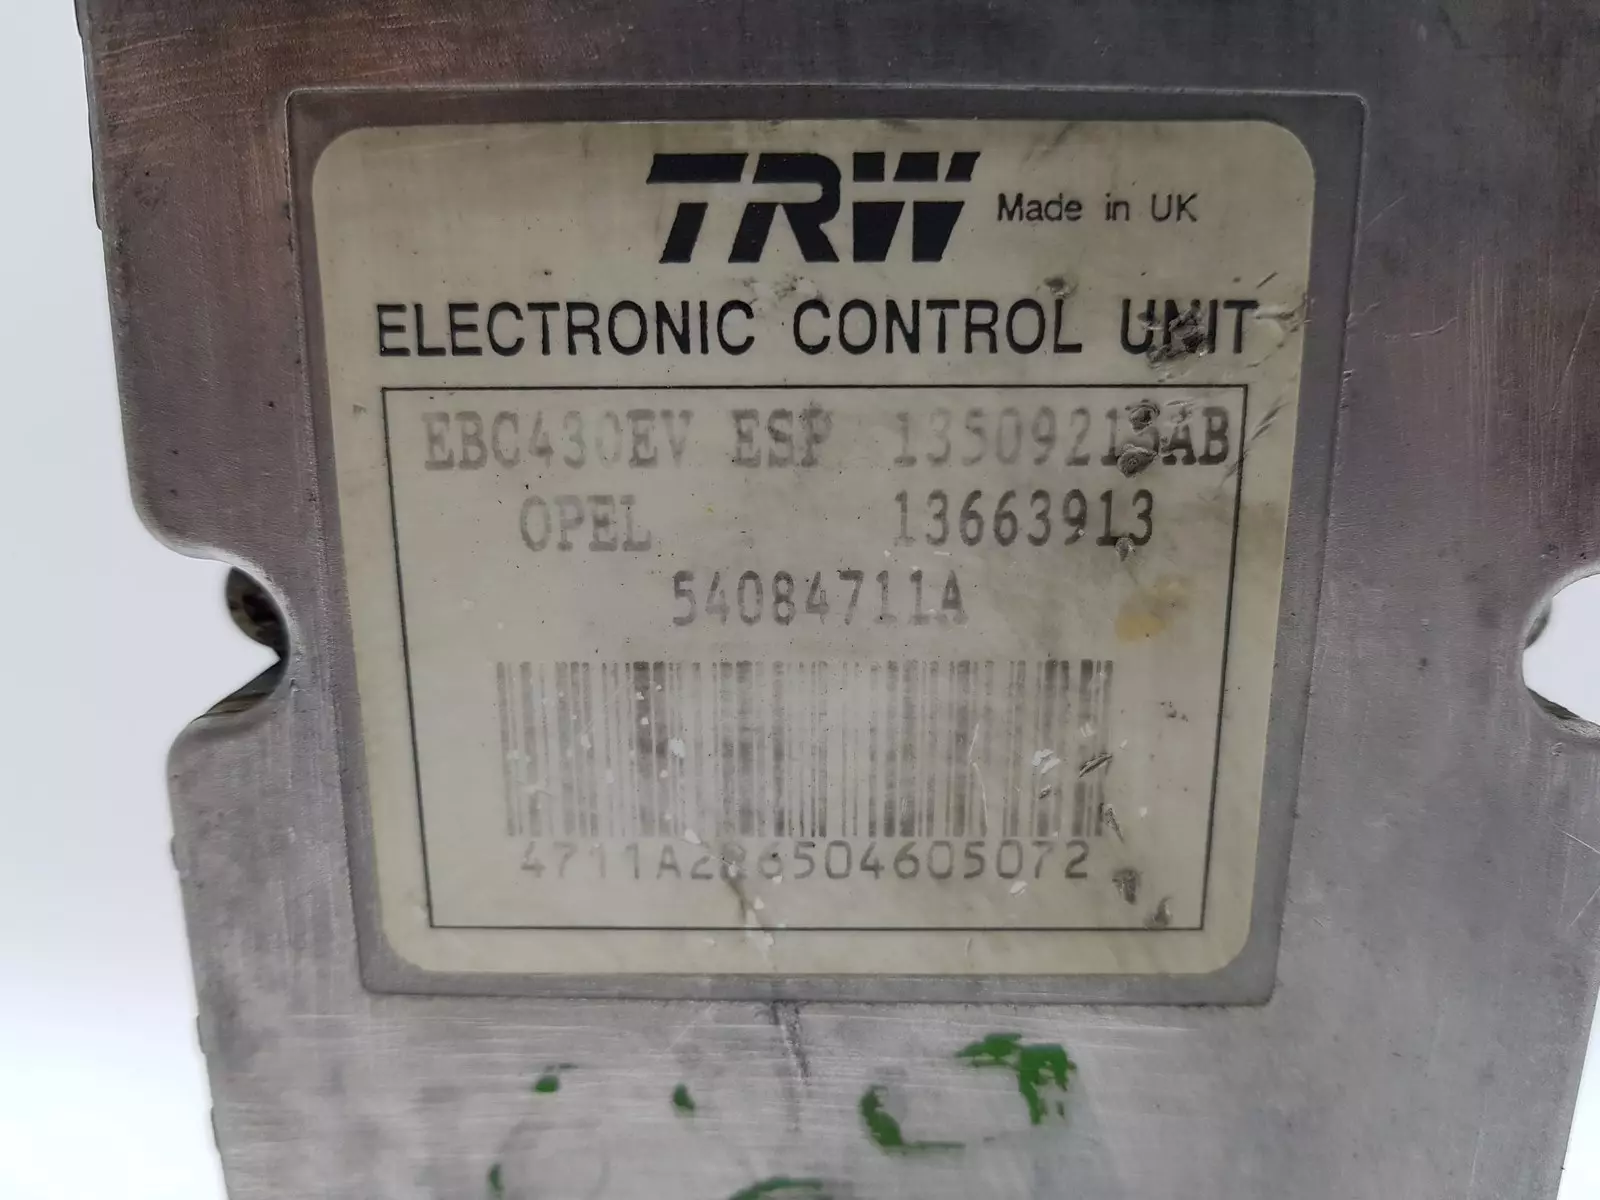 TRW Made in UK
ELECTRONIC CONTROL UNIT
EBC430EV ESP
OPEL 13663913
54084711A